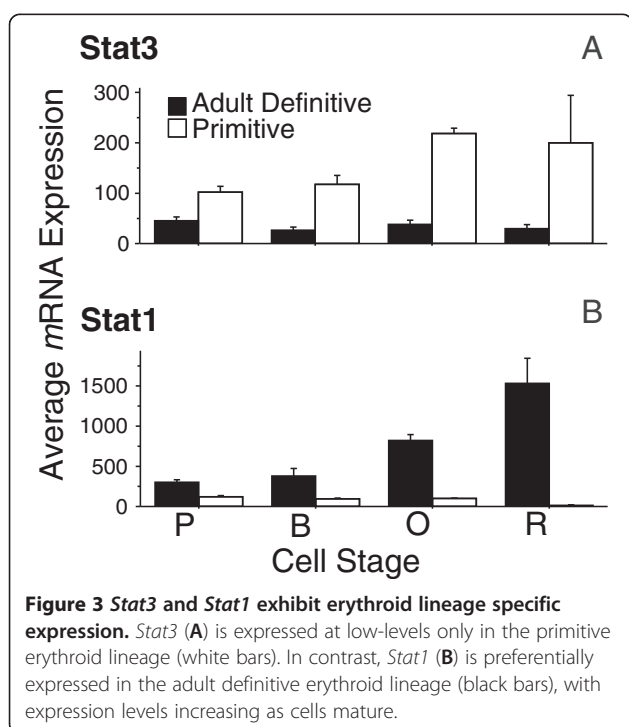 Stat3
A
Average mRNA Expression
300
200
100
0
Adult Definitive
Primitive
Stat1
B
1500
1000
500
0
P B O R
Cell Stage
Figure 3 Stat3 and Stat1 exhibit erythroid lineage specific
expression. Stat3 (A) is expressed at low-levels only in the primitive
erythroid lineage (white bars). In contrast, Stat1 (B) is preferentially
expressed in the adult definitive erythroid lineage (black bars), with
expression levels increasing as cells mature.